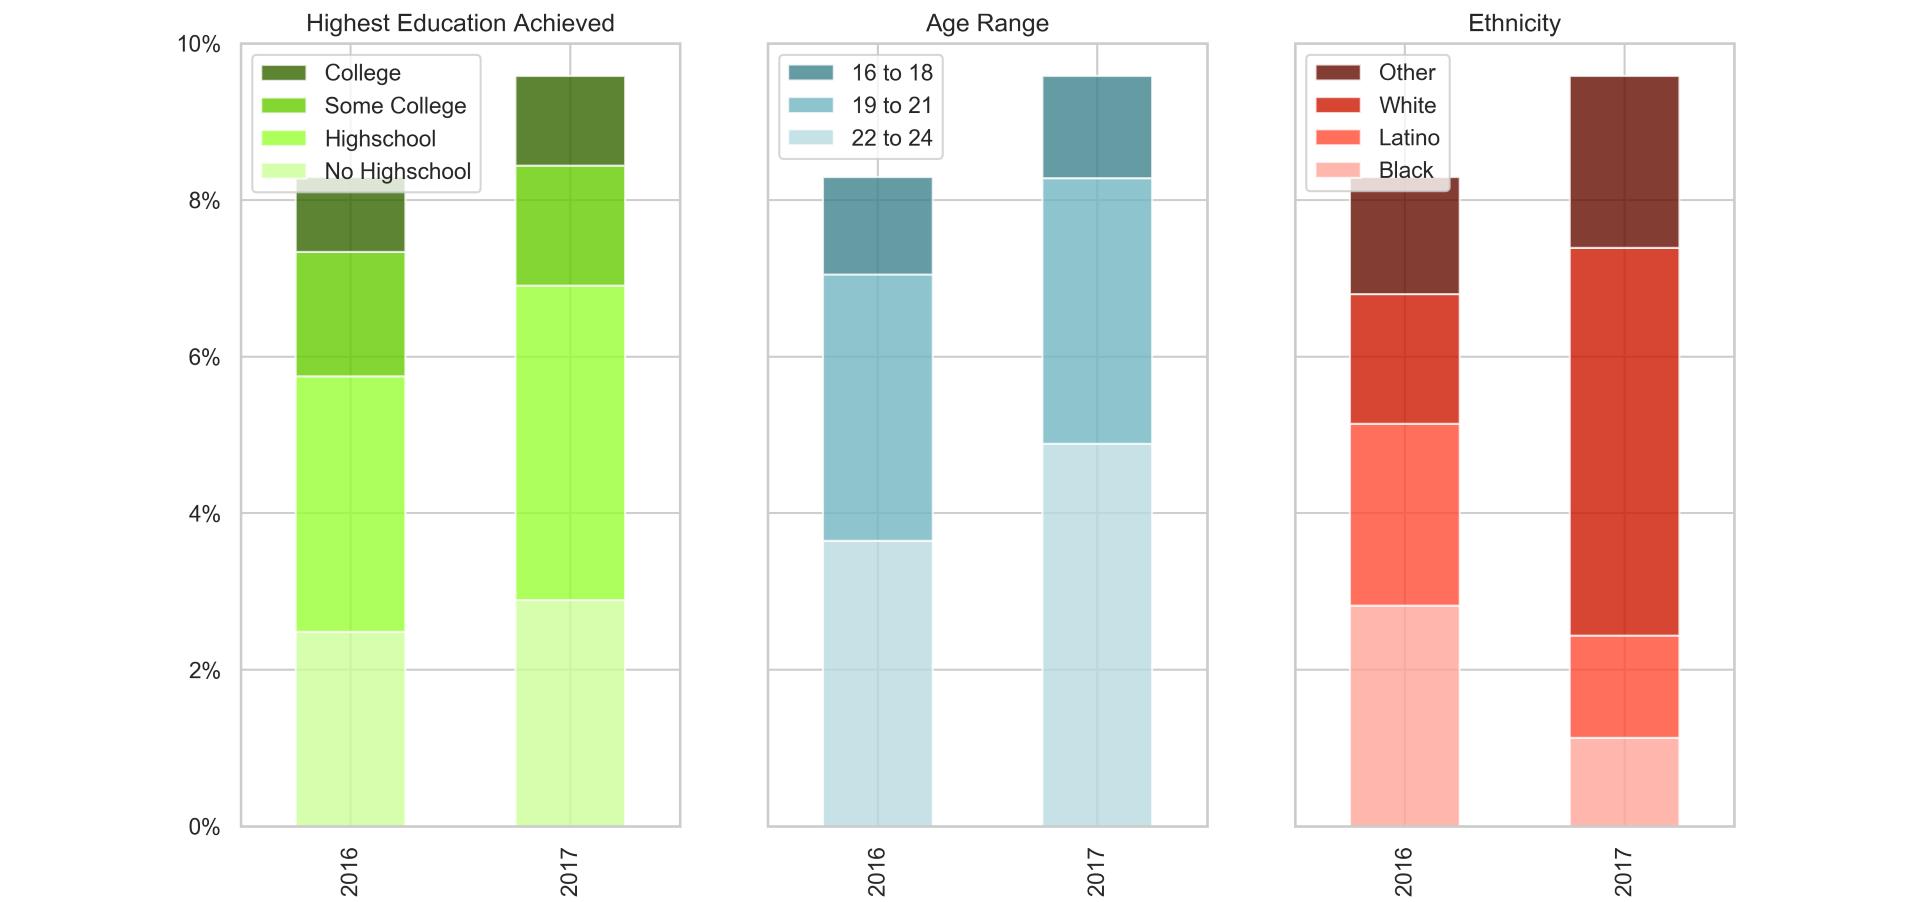 Highest Education Achieved
Age Range
Ethnicity
10%
8%
6%
4%
2%
0%
College
Some College
Highschool
No Highschool
2016
2017
16 to 18
19 to 21
22 to 24
2016
2017
Other
White
Latino
Black
2016
2017